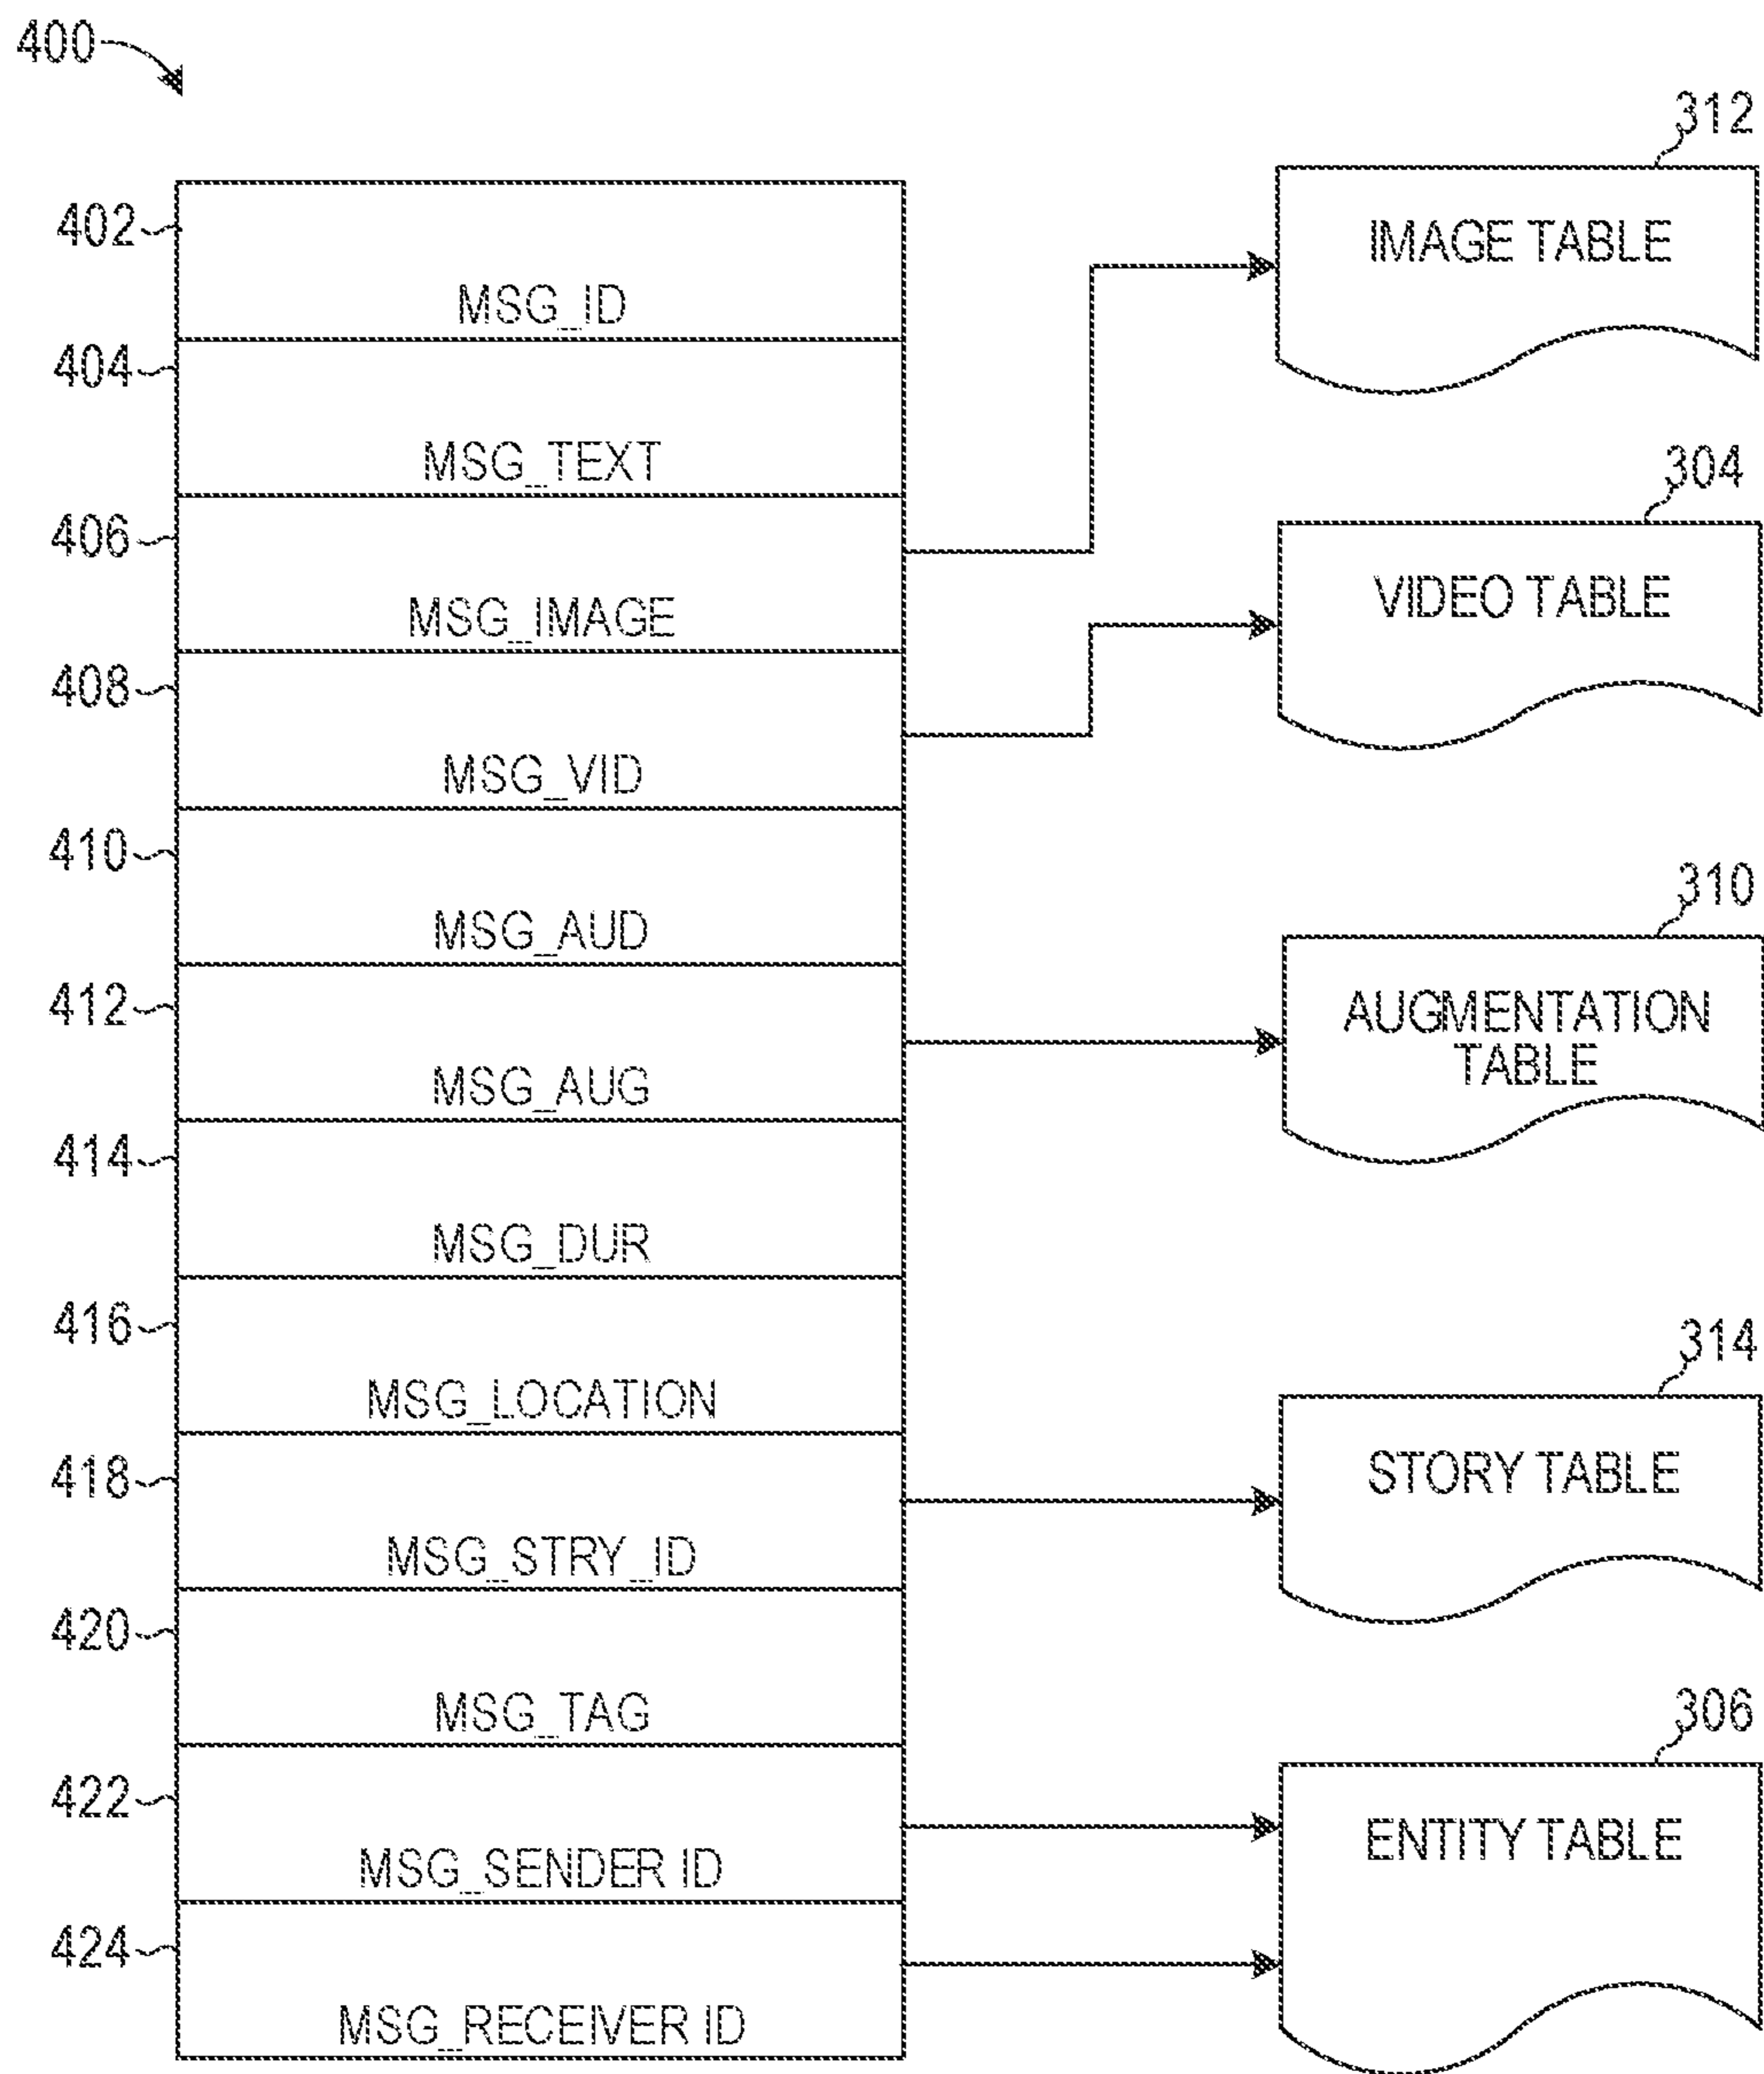 400
312
402
IMAGE TABLE
MSG_ID
404
MSG_TEXT
304
406
VIDEO TABLE
MSG_IMAGE
408
MSG_VID
410
310
MSG_AUD
412
AUGMENTATION
TABLE
MSG_AUG
414
MSG_DUR
416
314
MSG_LOCATION
418
STORY TABLE
MSG_STRY_ID
420
306
MSG_TAG
422
ENTITY TABLE
MSG_SENDER ID
424
MSG_RECEIVER ID